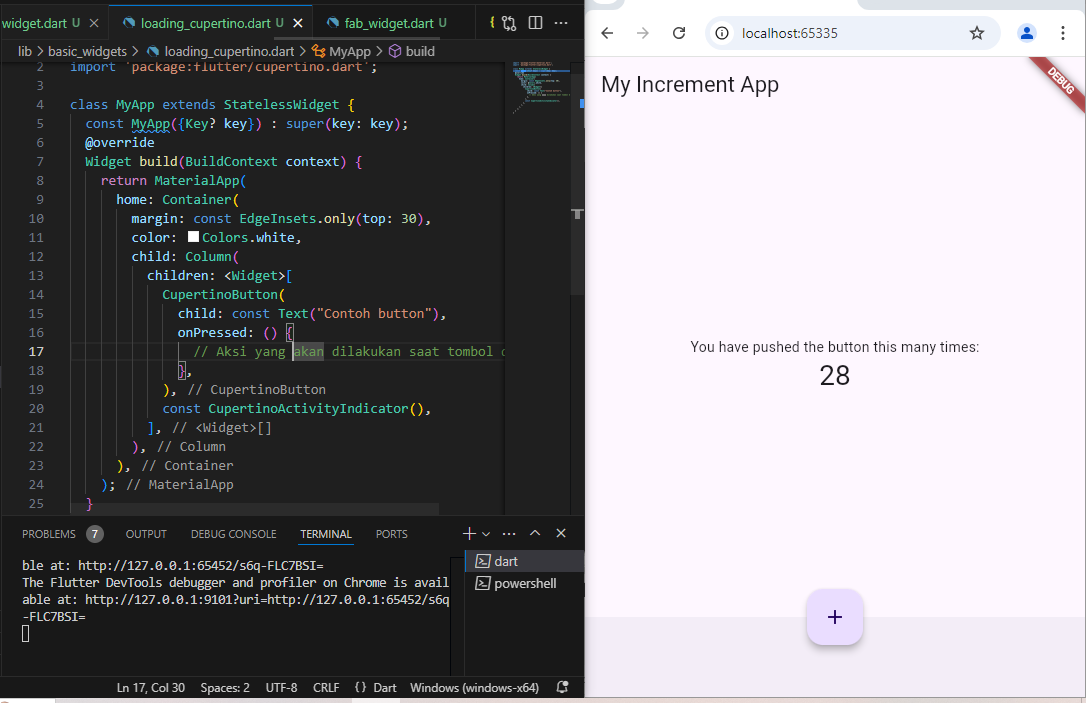 widget.dart U
loading_cupertino.dart U
fab_widget.dart U
lib > basic_widgets > loading_cupertino.dart > MyApp > build
2 import 'package:flutter/cupertino.dart';
3
4 class MyApp extends StatelessWidget {
5 const MyApp({Key? key}) : super(key: key);
6 @override
7 Widget build(BuildContext context) {
8 return MaterialApp(
9 home: Container(
10 margin: const EdgeInsets.only(top: 30),
11 color: Colors.white,
12 child: Column(
13 children: <Widget>[
14 CupertinoButton(
15 child: const Text("Contoh button"),
16 onPressed: () {
17 // Aksi yang akan dilakukan saat tombol
18 },
19 ), // CupertinoButton
20 const CupertinoActivityIndicator(),
21 ], // <Widget>[]
22 ), // Column
23 ), // Container
24 ); // MaterialApp
25 }
PROBLEMS 7 OUTPUT DEBUG CONSOLE TERMINAL PORTS
ble at: http://127.0.0.1:65452/s6q-FLC7BSI=
The Flutter DevTools debugger and profiler on Chrome is avail
able at: http://127.0.0.1:9101?uri=http://127.0.0.1:65452/s6q
-FLC7BSI=
dart
powershell
Ln 17, Col 30 Spaces: 2 UTF-8 CRLF {} Dart Windows (windows-x64)
localhost:65335
My Increment App
DEBUG
You have pushed the button this many times:
28
+